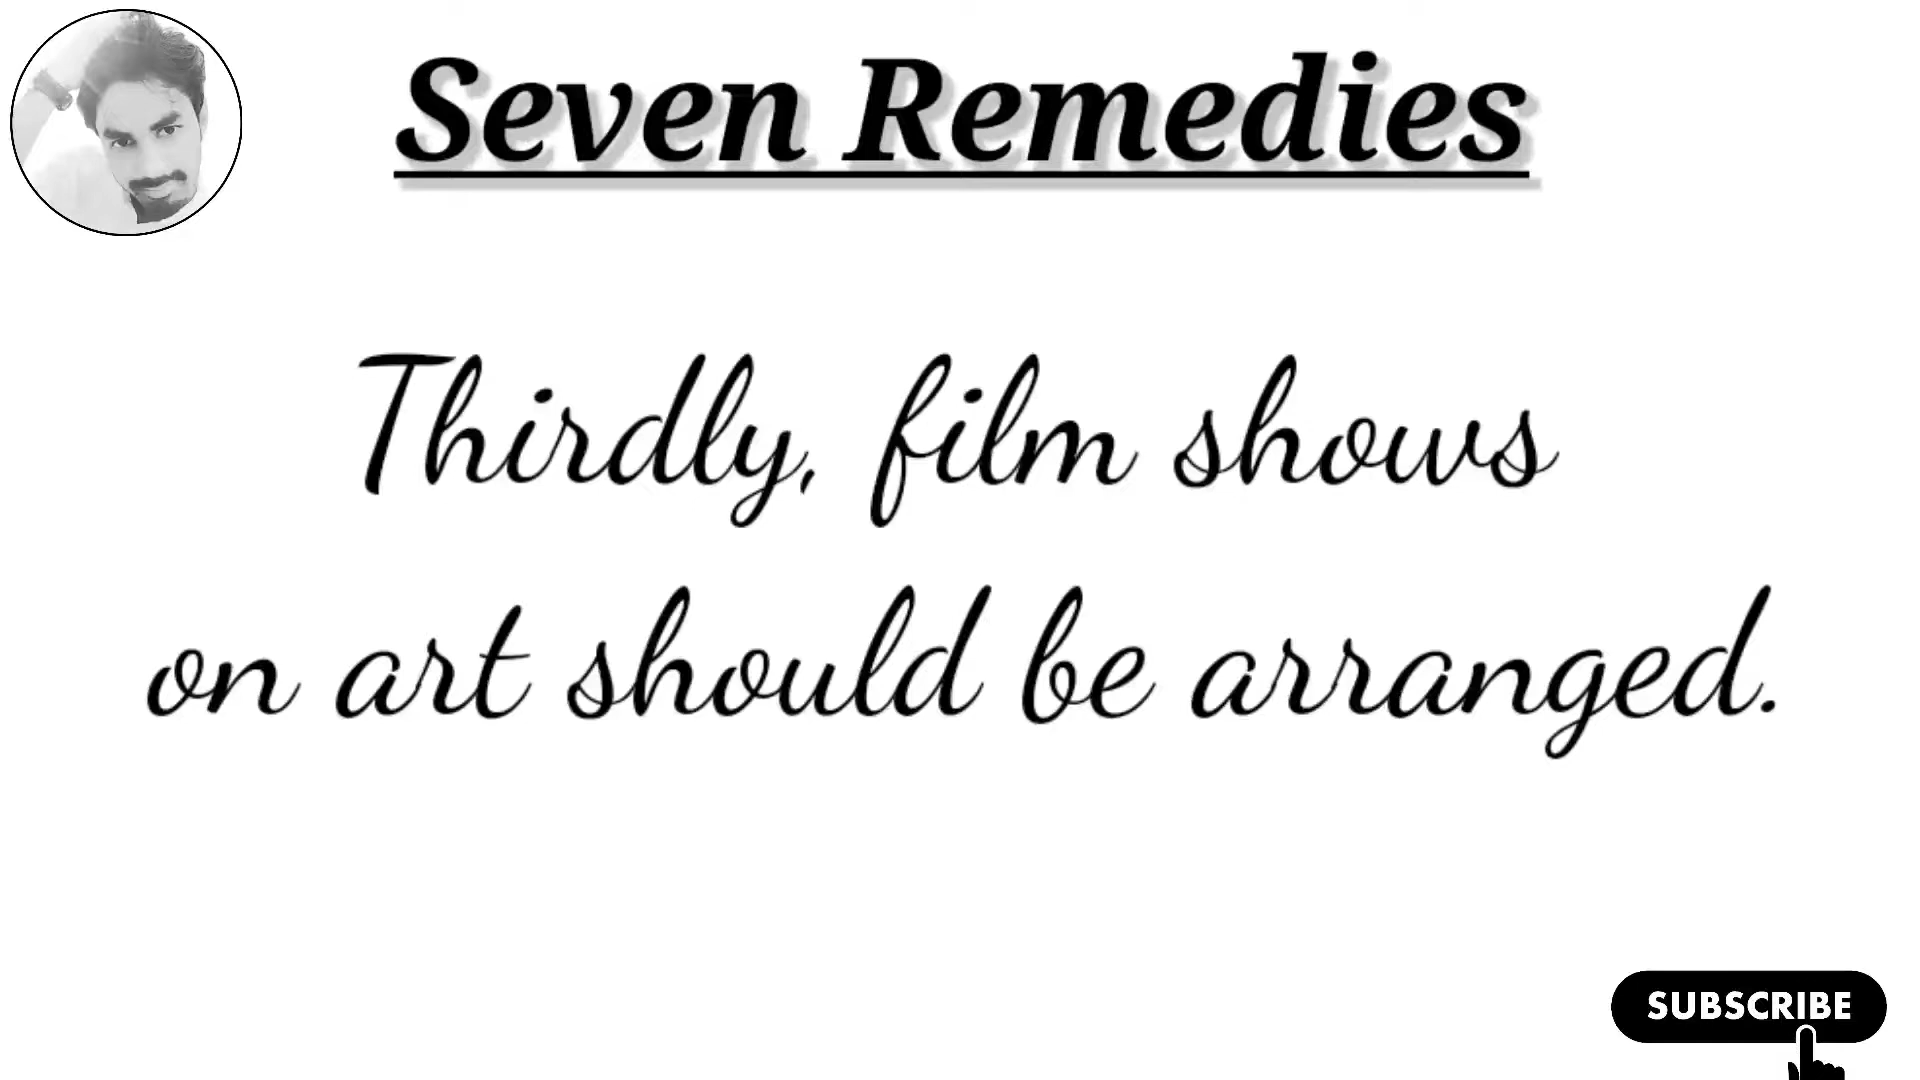 Seven Remedies
Thirdly, film shows
on art should be arranged.
SUBSCRIBE